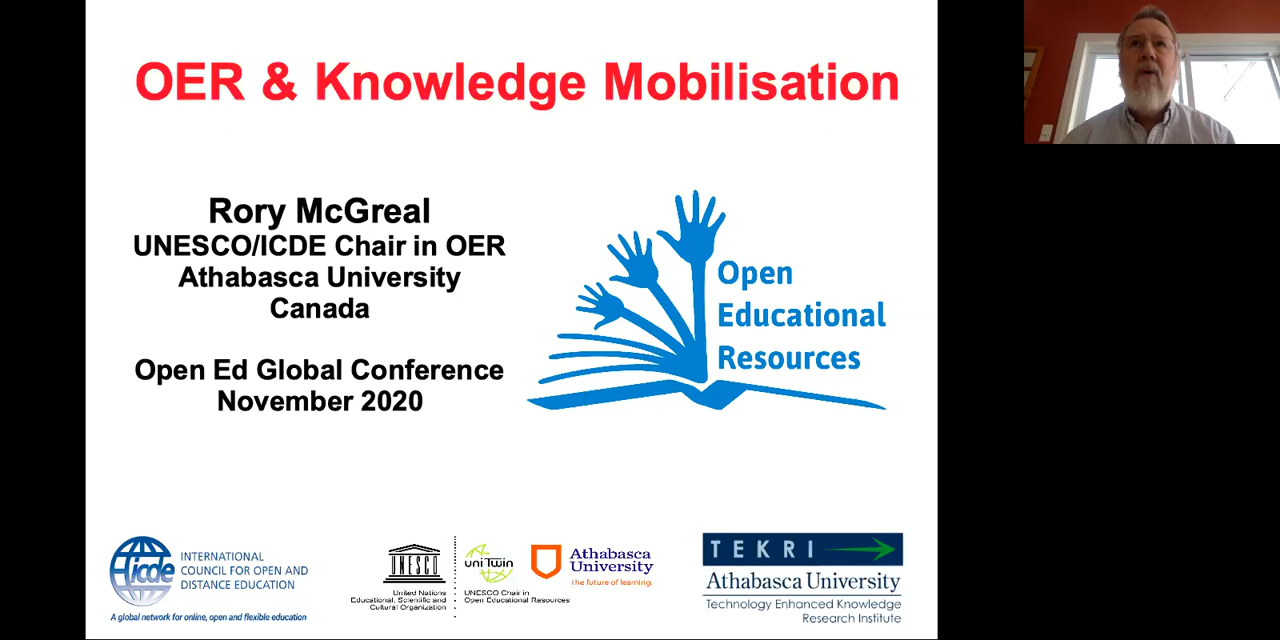 OER & Knowledge Mobilisation
Rory McGreal
UNESCO/ICDE Chair in OER
Athabasca University
Canada
Open Ed Global Conference
November 2020
Open
Educational
Resources
icde
INTERNATIONAL
COUNCIL FOR OPEN AND
DISTANCE EDUCATION
A global network for online, open and flexible education
UNESCO
United Nations
Educational, Scientific and
Cultural Organization
uniTwin
UNESCO Chair in
Open Educational Resources
Athabasca
University
The future of learning.
TEKRI
Athabasca University
Technology Enhanced Knowledge
Research Institute